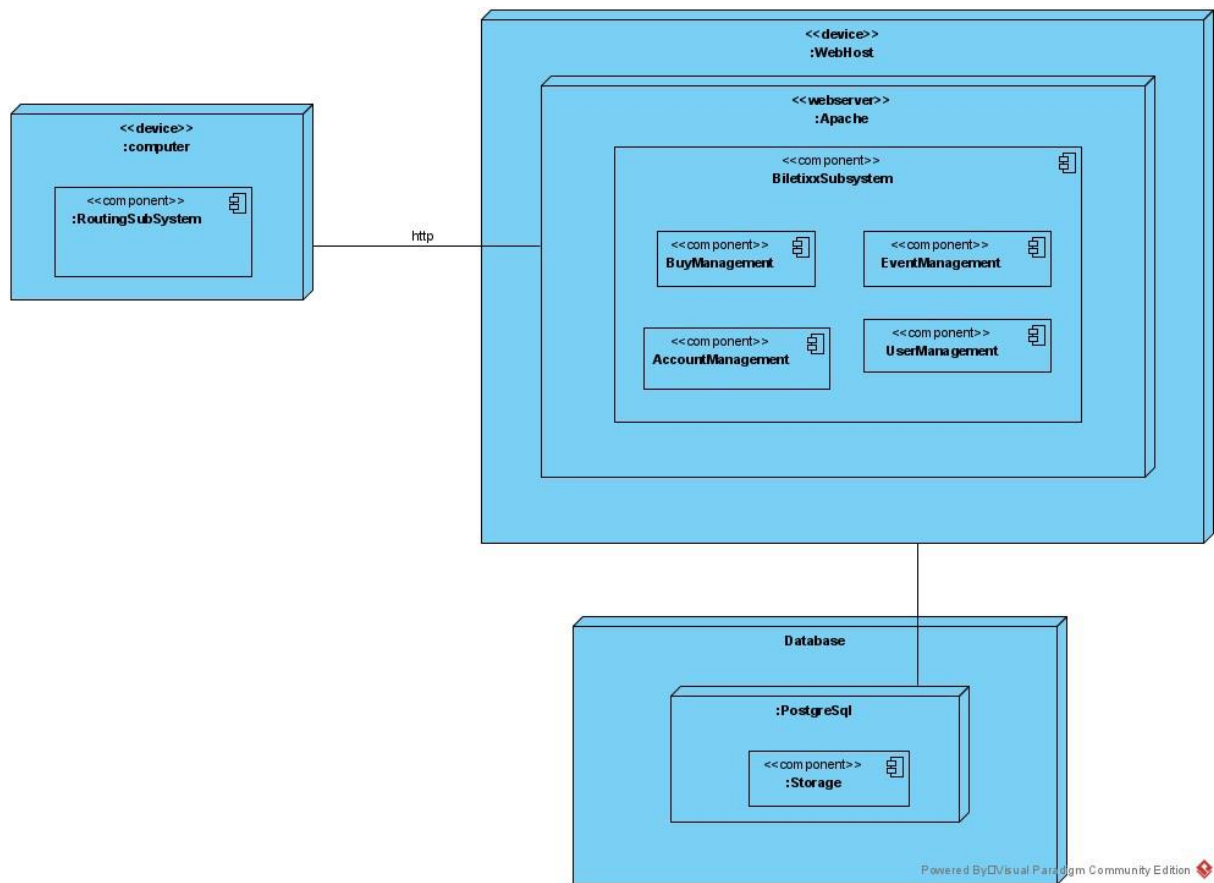 <<device>>
:WebHost
<<webserver>>
:Apache
<<component>>
BiletixxSubsystem
<<component>>
BuyManagement
<<component>>
EventManagement
<<component>>
AccountManagement
<<component>>
UserManagement
<<device>>
:computer
<<component>>
:RoutingSubSystem
http
Database
:PostgreSql
<<component>>
:Storage
Powered By□Visual Paradigm Community Edition